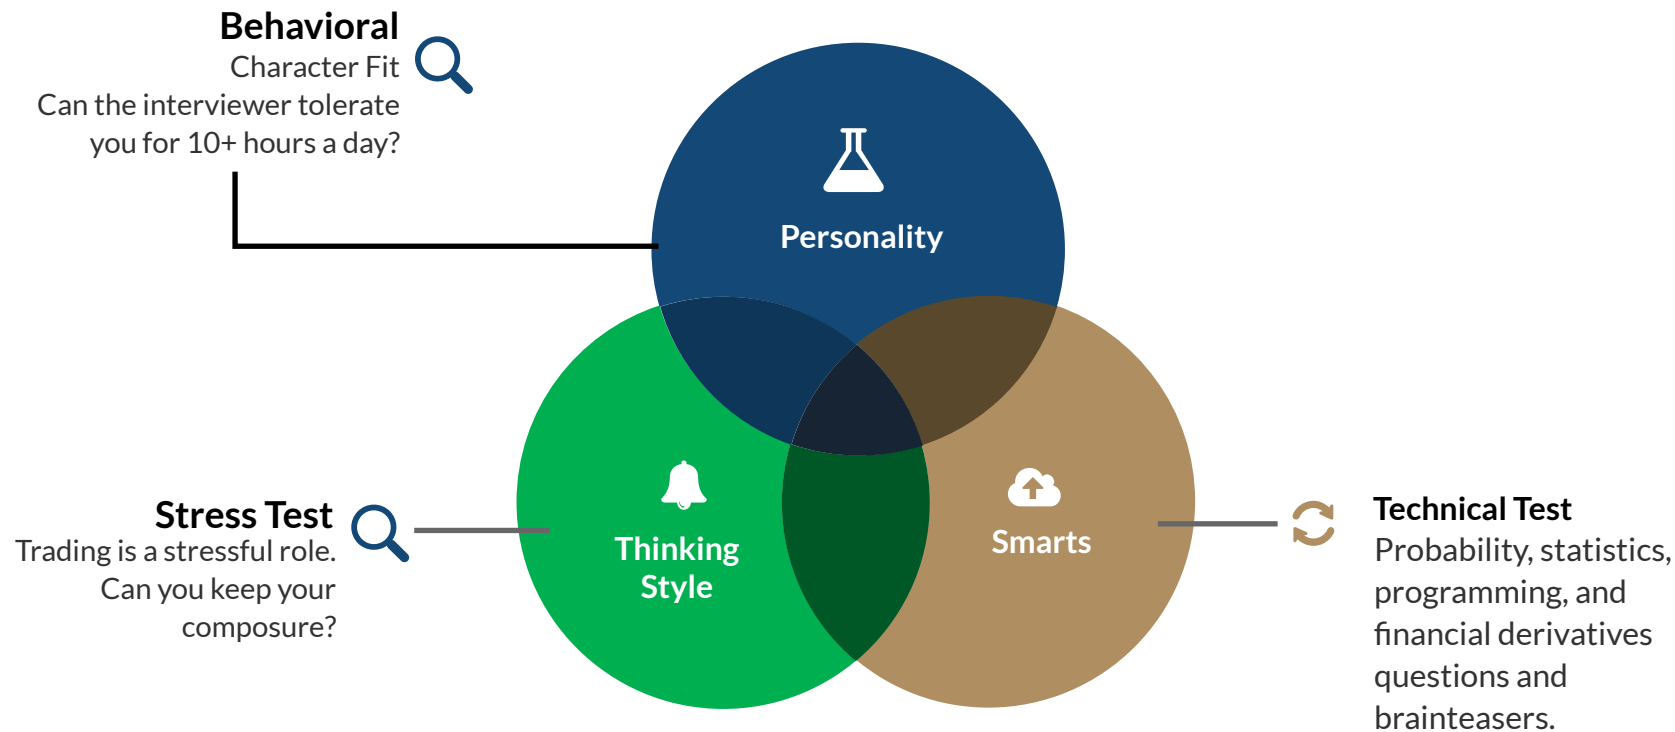 Behavioral
Character Fit
Can the interviewer tolerate
you for 10+ hours a day?
Personality
Stress Test
Trading is a stressful role.
Can you keep your
composure?
Thinking
Style
Smarts
Technical Test
Probability, statistics,
programming, and
financial derivatives
questions and
brainteasers.